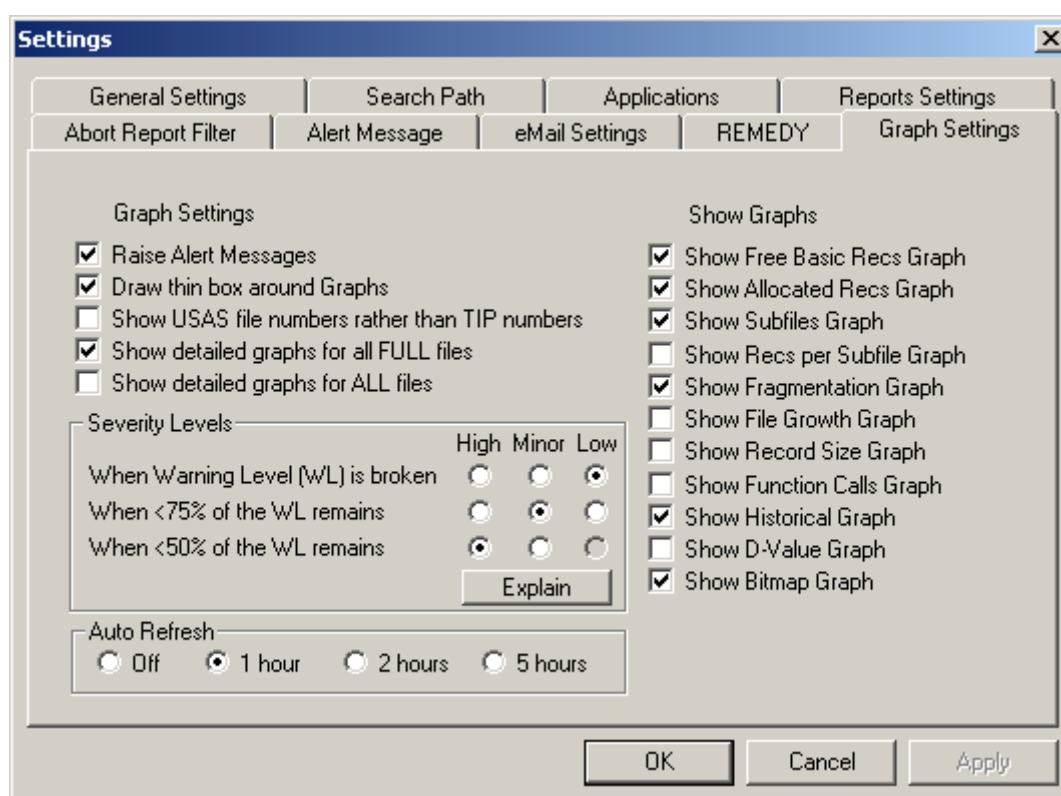 Settings
General Settings
Search Path
Applications
Reports Settings
Abort Report Filter
Alert Message
eMail Settings
REMEDY
Graph Settings
Graph Settings
Raise Alert Messages
Draw thin box around Graphs
Show USAS file numbers rather than TIP numbers
Show detailed graphs for all FULL files
Show detailed graphs for ALL files
Severity Levels
High Minor Low
When Warning Level (WL) is broken
When <75% of the WL remains
When <50% of the WL remains
Explain
Auto Refresh
Off
1 hour
2 hours
5 hours
Show Graphs
Show Free Basic Recs Graph
Show Allocated Recs Graph
Show Subfiles Graph
Show Recs per Subfile Graph
Show Fragmentation Graph
Show File Growth Graph
Show Record Size Graph
Show Function Calls Graph
Show Historical Graph
Show D-Value Graph
Show Bitmap Graph
OK
Cancel
Apply